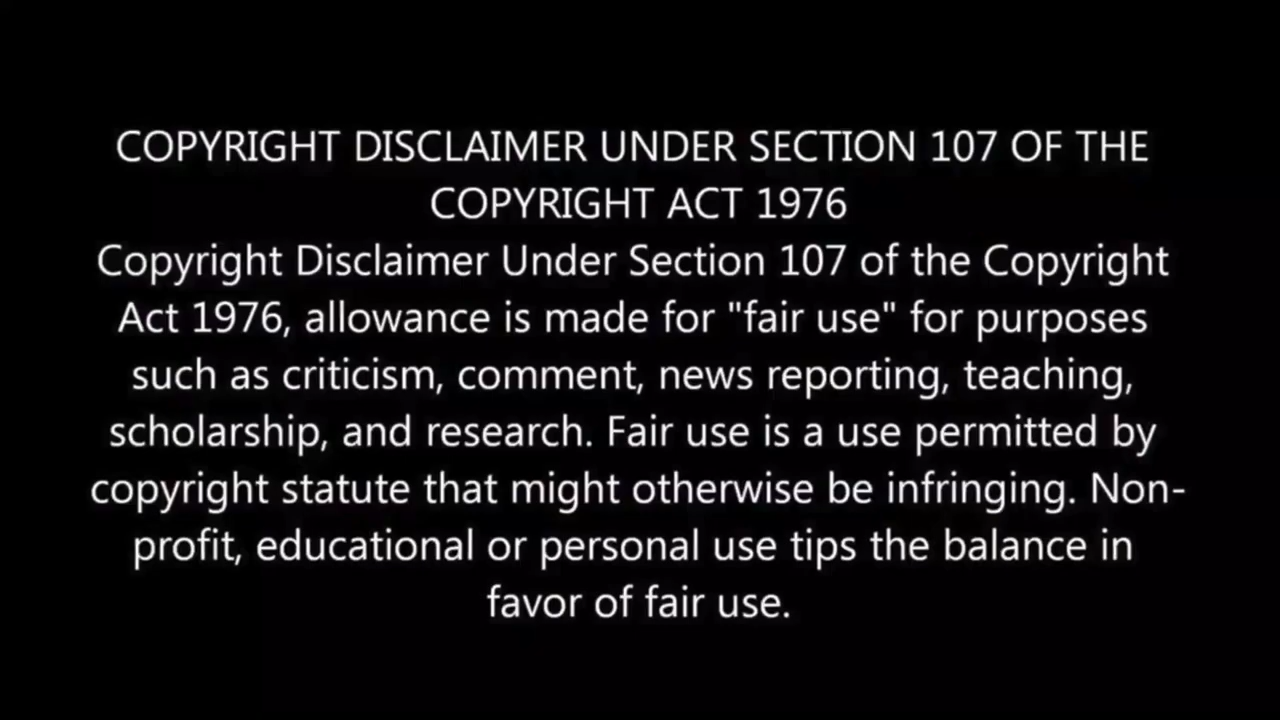 COPYRIGHT DISCLAIMER UNDER SECTION 107 OF THE
COPYRIGHT ACT 1976
Copyright Disclaimer Under Section 107 of the Copyright
Act 1976, allowance is made for "fair use" for purposes
such as criticism, comment, news reporting, teaching,
scholarship, and research. Fair use is a use permitted by
copyright statute that might otherwise be infringing. Non-
profit, educational or personal use tips the balance in
favor of fair use.